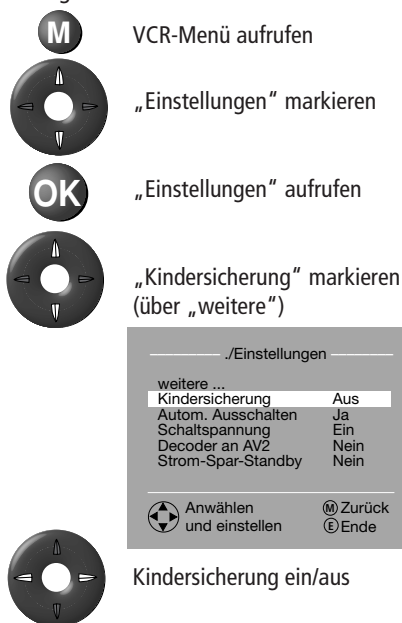 M VCR-Menü aufrufen
„Einstellungen“ markieren
OK „Einstellungen“ aufrufen
„Kindersicherung“ markieren
(über „weitere“)
./Einstellungen
weitere ...
Kindersicherung Aus
Autom. Ausschalten Ja
Schaltspannung Ein
Decoder an AV2 Nein
Strom-Spar-Standby Nein
Anwählen M Zurück
und einstellen E Ende
Kindersicherung ein/aus